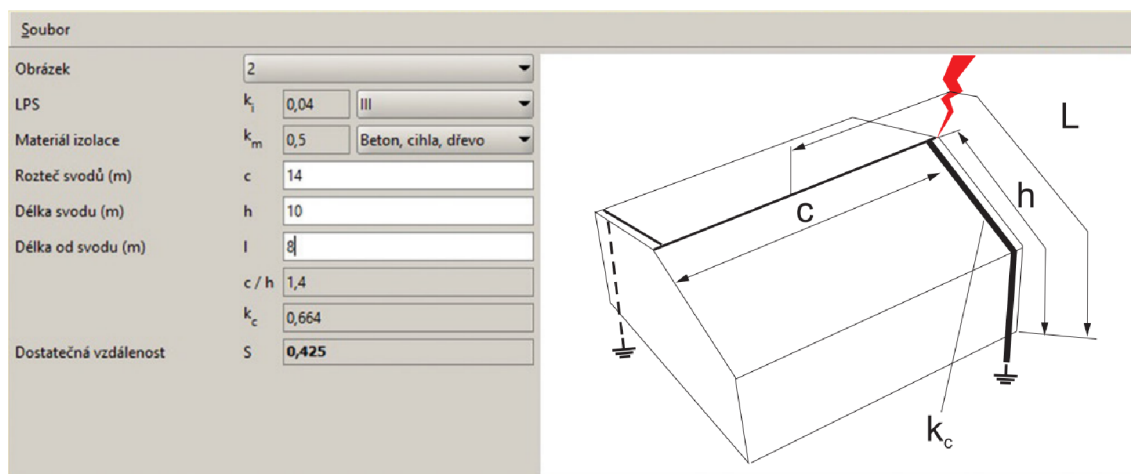 Soubor
Obrázek 2
LPS ki 0,04 III
Materiál izolace km 0,5 Beton, cihla, dřevo
Rozteč svodů (m) c 14
Délka svodu (m) h 10
Délka od svodu (m) l 8
c / h 1,4
kc 0,664
Dostatečná vzdálenost S 0,425
L
h
c
kc